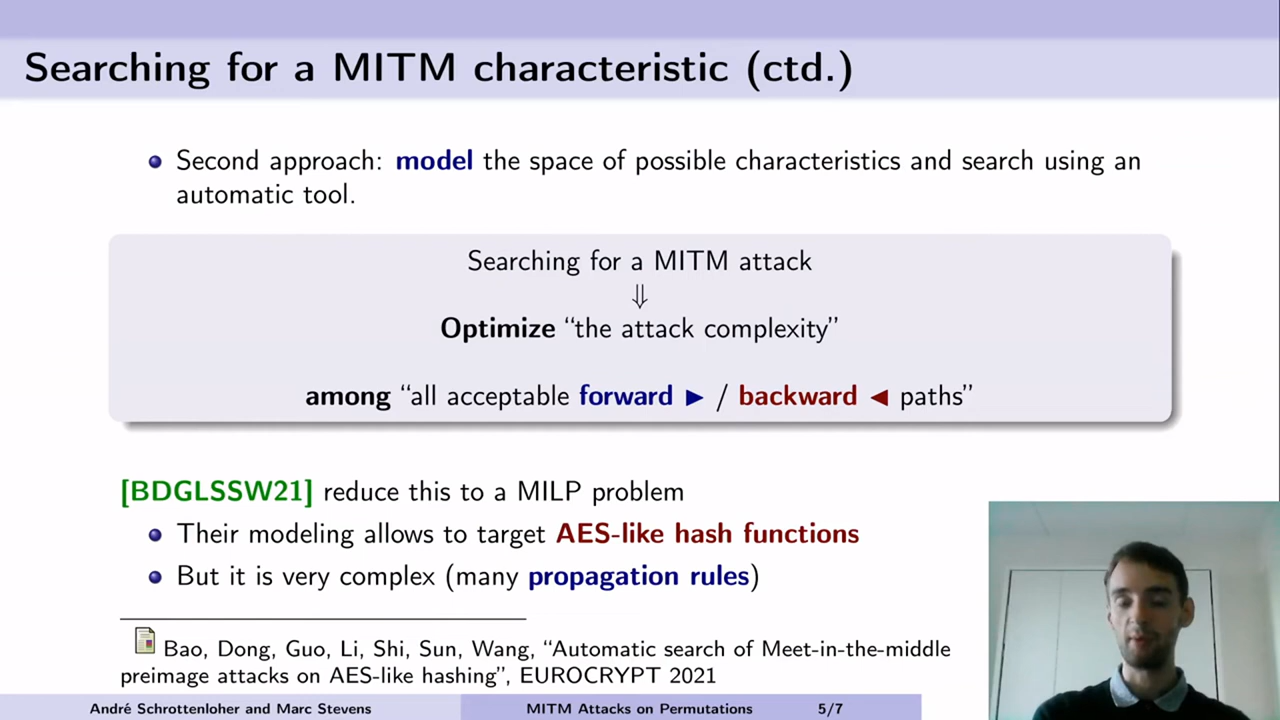 Searching for a MITM characteristic (ctd.)
Second approach: model the space of possible characteristics and search using an
automatic tool.
Searching for a MITM attack
⇓
Optimize “the attack complexity”
among “all acceptable forward ▶ / backward ◀ paths”
[BDGLSSW21] reduce this to a MILP problem
Their modeling allows to target AES-like hash functions
But it is very complex (many propagation rules)
Bao, Dong, Guo, Li, Shi, Sun, Wang, “Automatic search of Meet-in-the-middle
preimage attacks on AES-like hashing”, EUROCRYPT 2021
André Schrottenloher and Marc Stevens MITM Attacks on Permutations 5/7